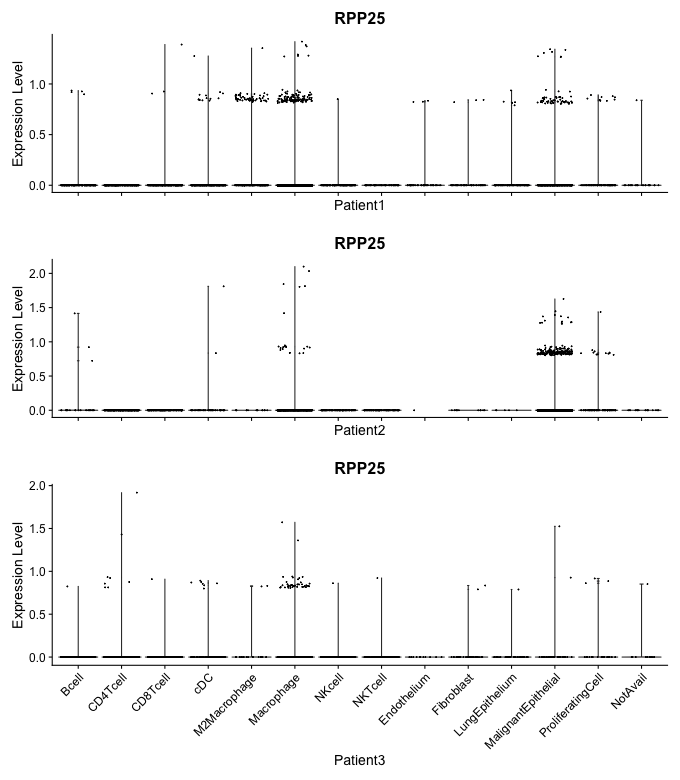 RPP25
Expression Level
1.0
0.5
0.0
Patient1
RPP25
Expression Level
2.0
1.5
1.0
0.5
0.0
Patient2
RPP25
Expression Level
2.0
1.5
1.0
0.5
0.0
Bcell
CD4Tcell
CD8Tcell
cDC
M2Macrophage
Macrophage
NKcell
NKTcell
Endothelium
Fibroblast
LungEpithelium
MalignantEpithelial
ProliferatingCell
NotAvail
Patient3